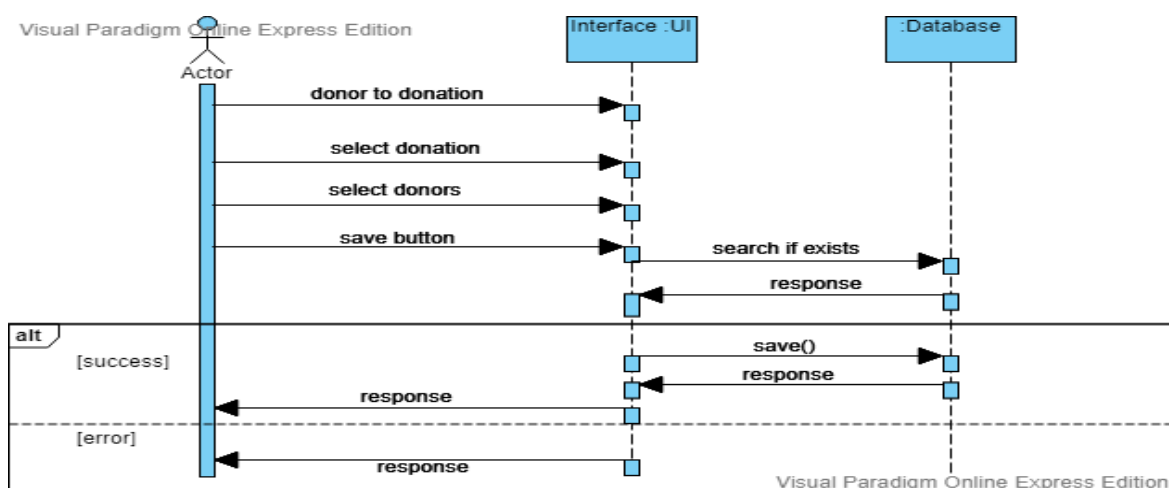 Visual Paradigm Online Express Edition
Interface :UI
:Database
Actor
donor to donation
select donation
select donors
save button
search if exists
response
alt
[success]
save()
response
response
[error]
response
Visual Paradigm Online Express Edition